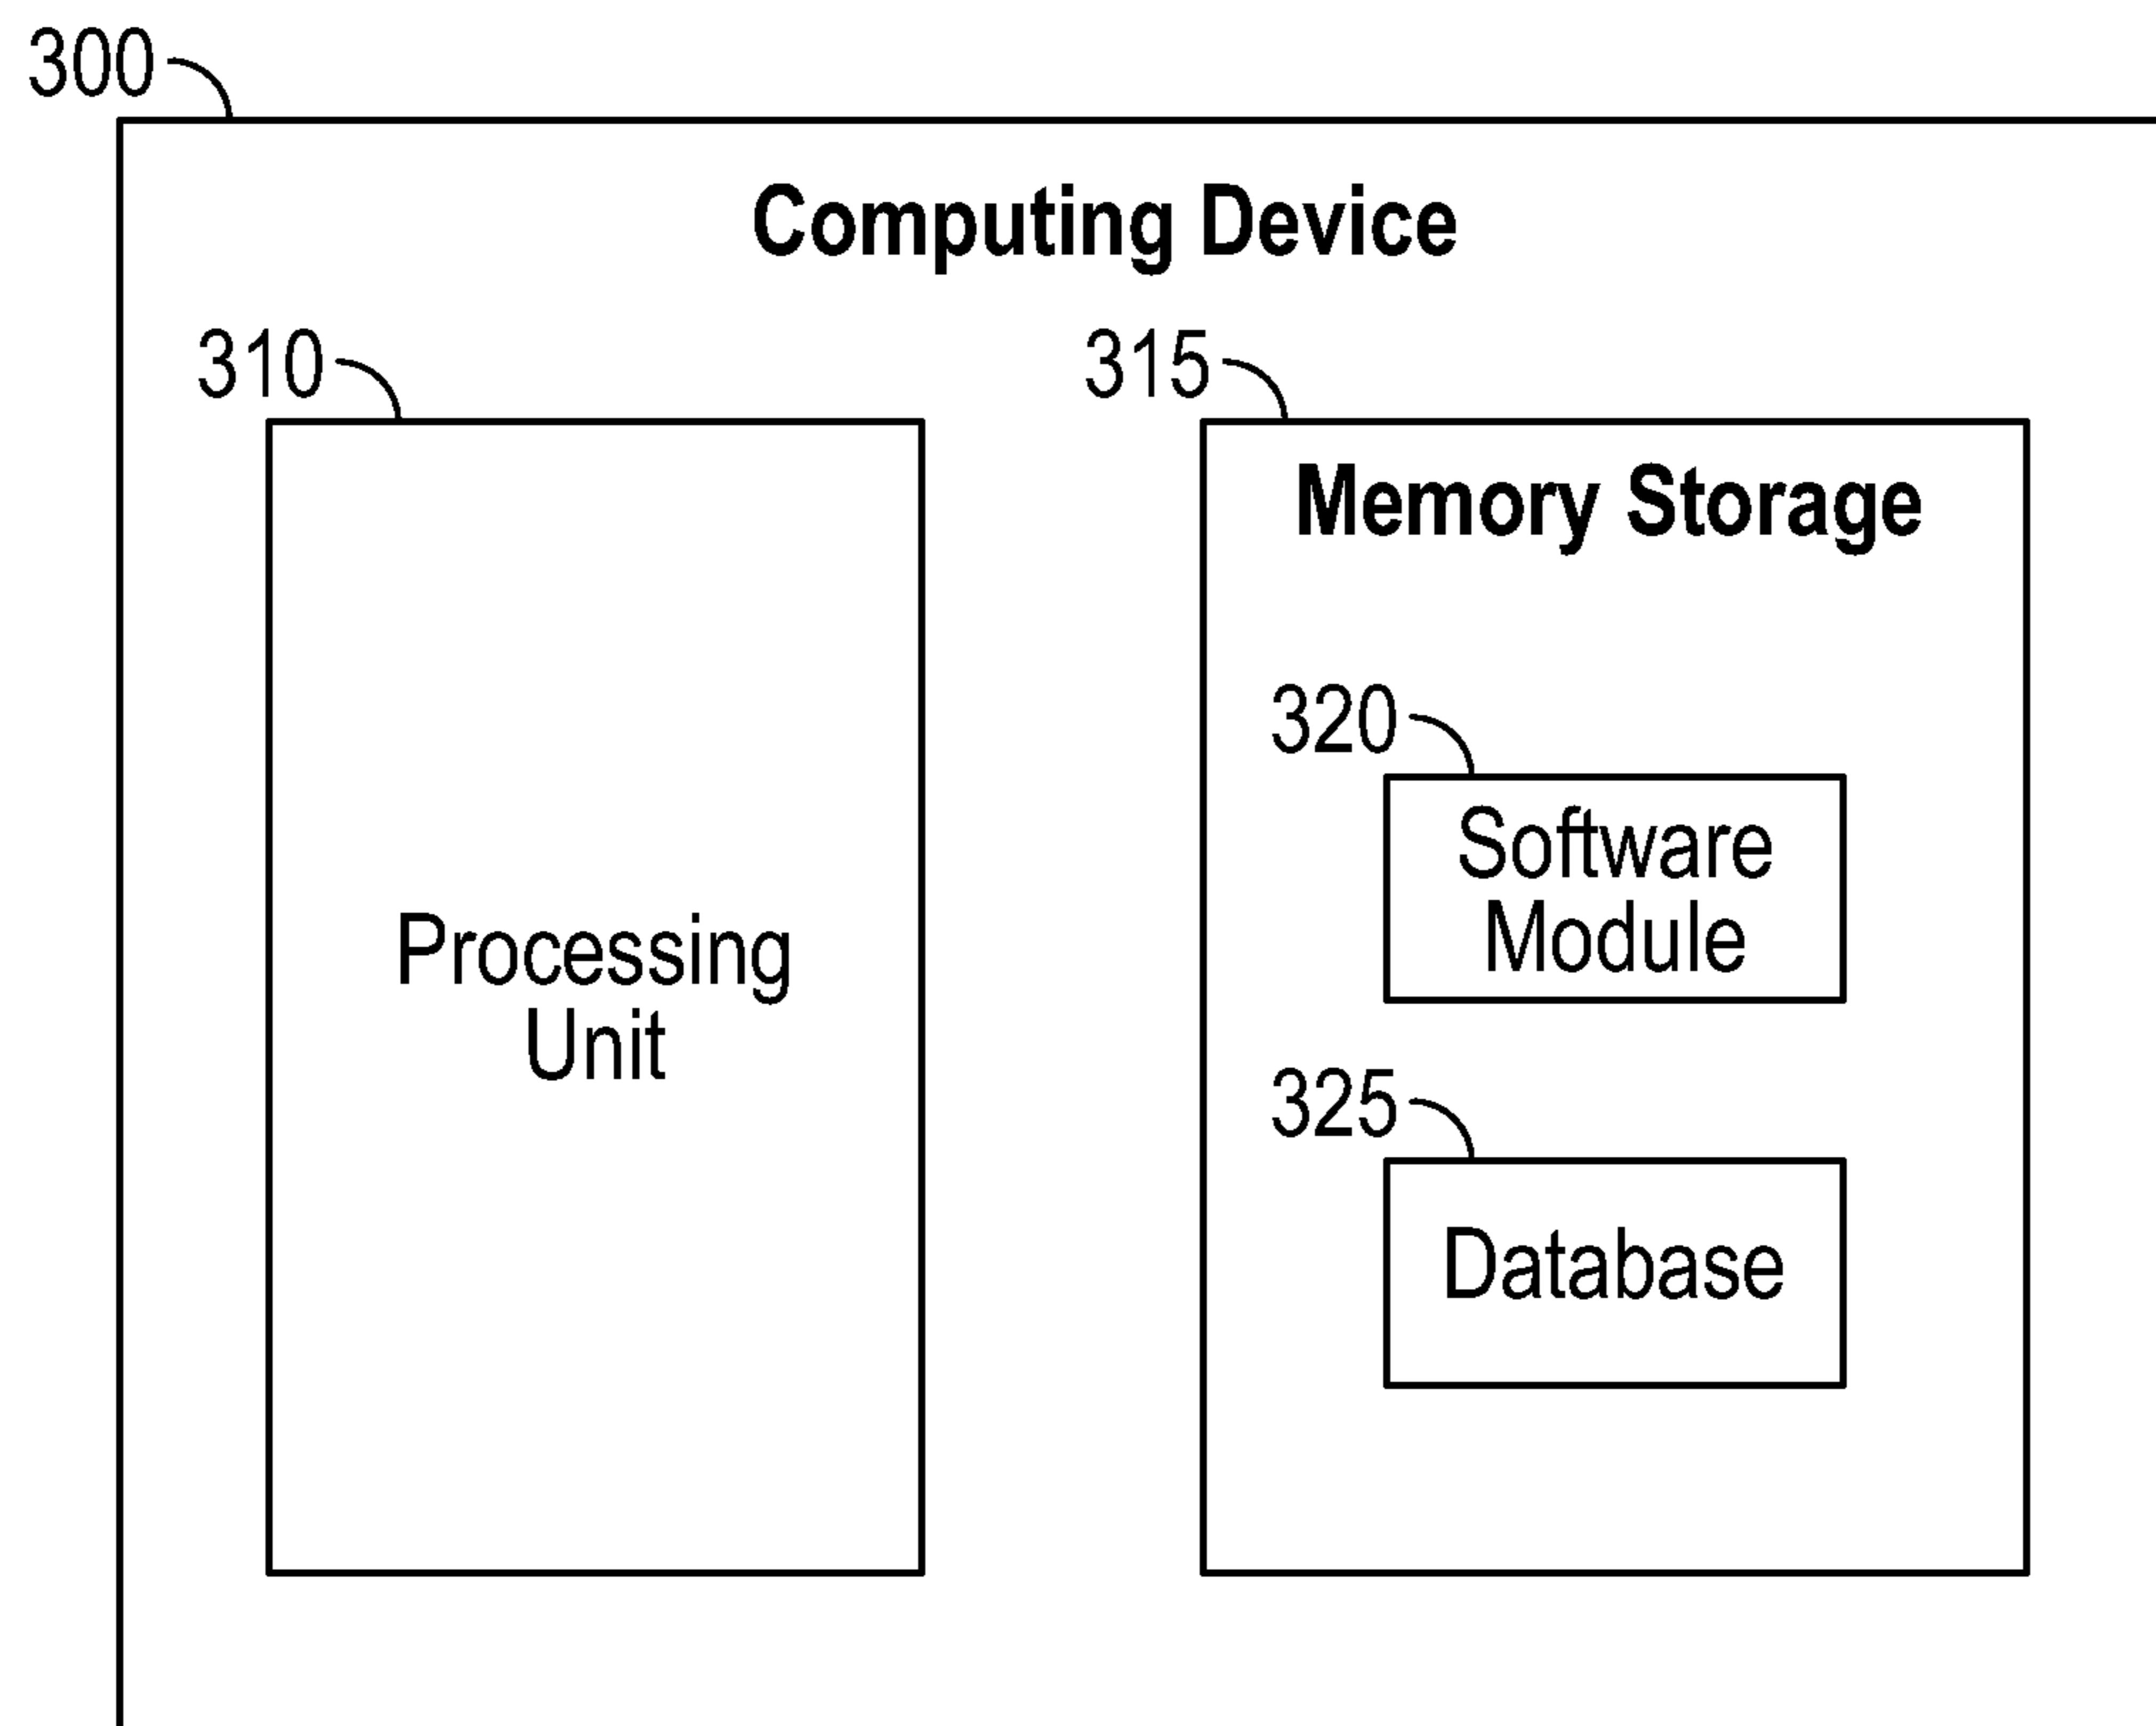 300
Computing Device
310
315
Memory Storage
320
Software
Module
Processing
Unit
325
Database